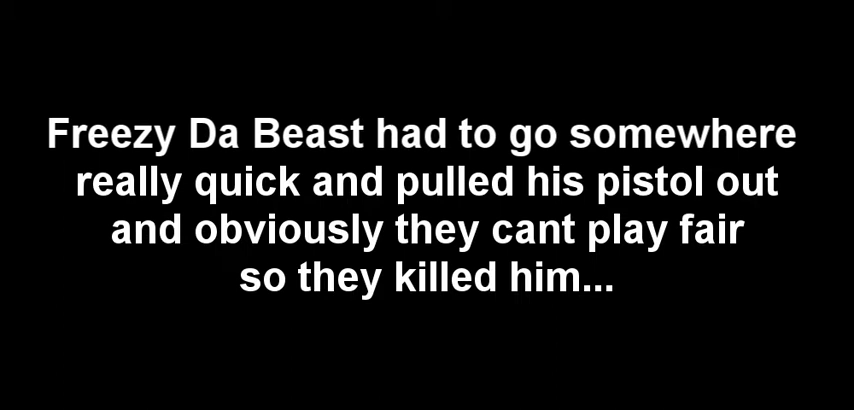 Freezy Da Beast had to go somewhere
really quick and pulled his pistol out
and obviously they cant play fair
so they killed him...